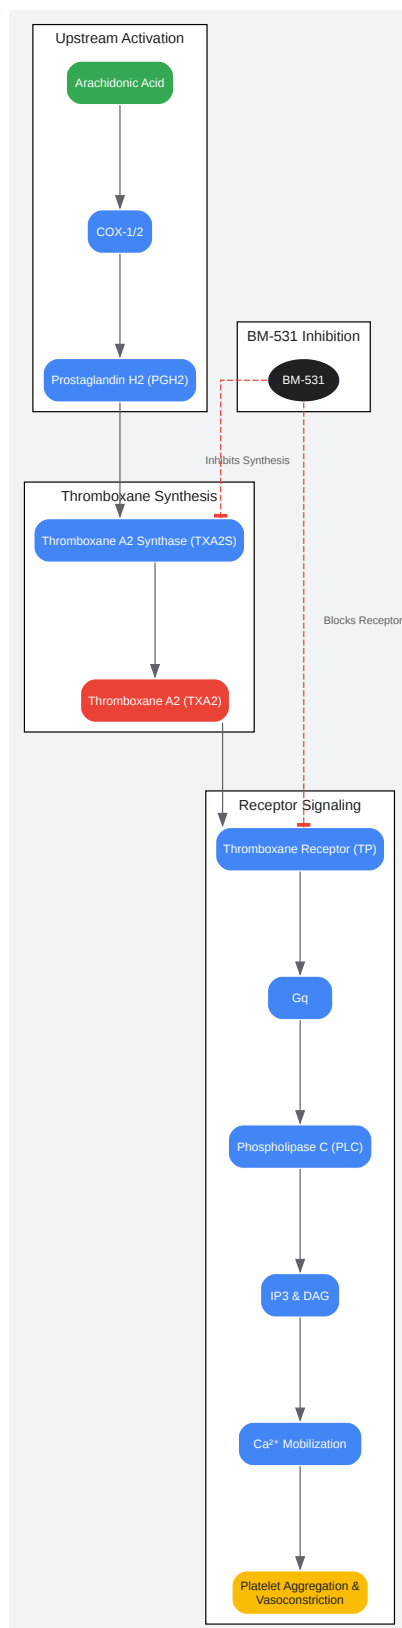 Upstream Activation
Arachidonic Acid
COX-1/2
BM-531 Inhibition
Prostaglandin H2 (PGH2)
BM-531
Inhibits Synthesis
Thromboxane Synthesis
Thromboxane A2 Synthase (TXA2S)
Blocks Receptor
Thromboxane A2 (TXA2)
Receptor Signaling
Thromboxane Receptor (TP)
Gq
Phospholipase C (PLC)
IP3 & DAG
Ca²⁺ Mobilization
Platelet Aggregation &
Vasoconstriction